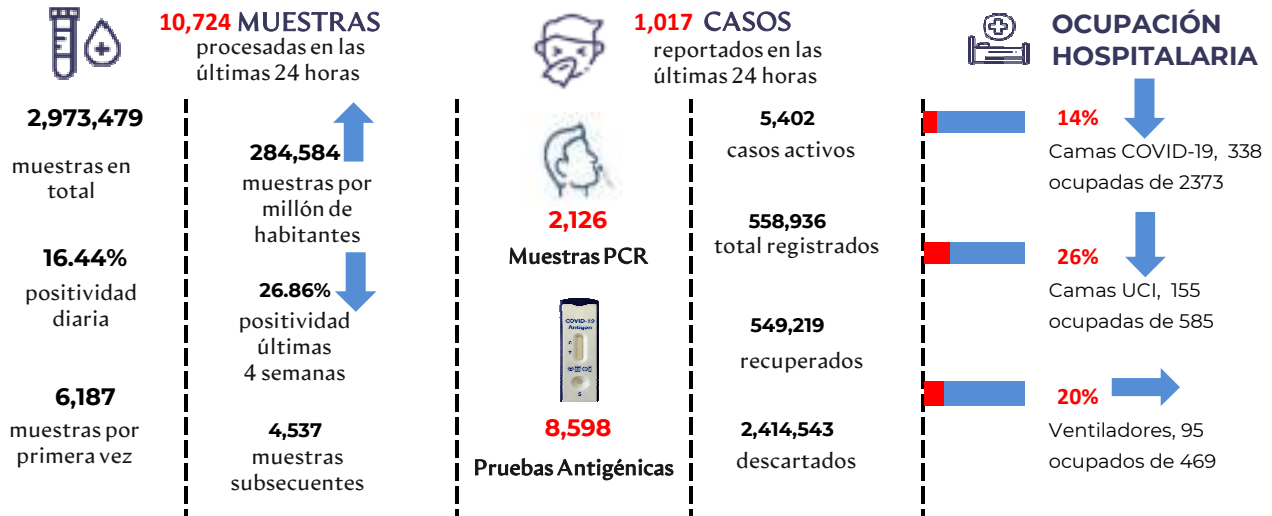 10,724 MUESTRAS
procesadas en las
últimas 24 horas
2,973,479
muestras en
total
16.44%
positividad
diaria
6,187
muestras por
primera vez
284,584
muestras por
millón de
habitantes
26.86%
positividad
últimas
4 semanas
4,537
muestras
subsecuentes
1,017 CASOS
reportados en las
últimas 24 horas
2,126
Muestras PCR
COVID-19
Antigen
C
T
S
8,598
Pruebas Antigénicas
5,402
casos activos
558,936
total registrados
549,219
recuperados
2,414,543
descartados
OCUPACIÓN
HOSPITALARIA
14%
Camas COVID-19, 338
ocupadas de 2373
26%
Camas UCI, 155
ocupadas de 585
20%
Ventiladores, 95
ocupados de 469